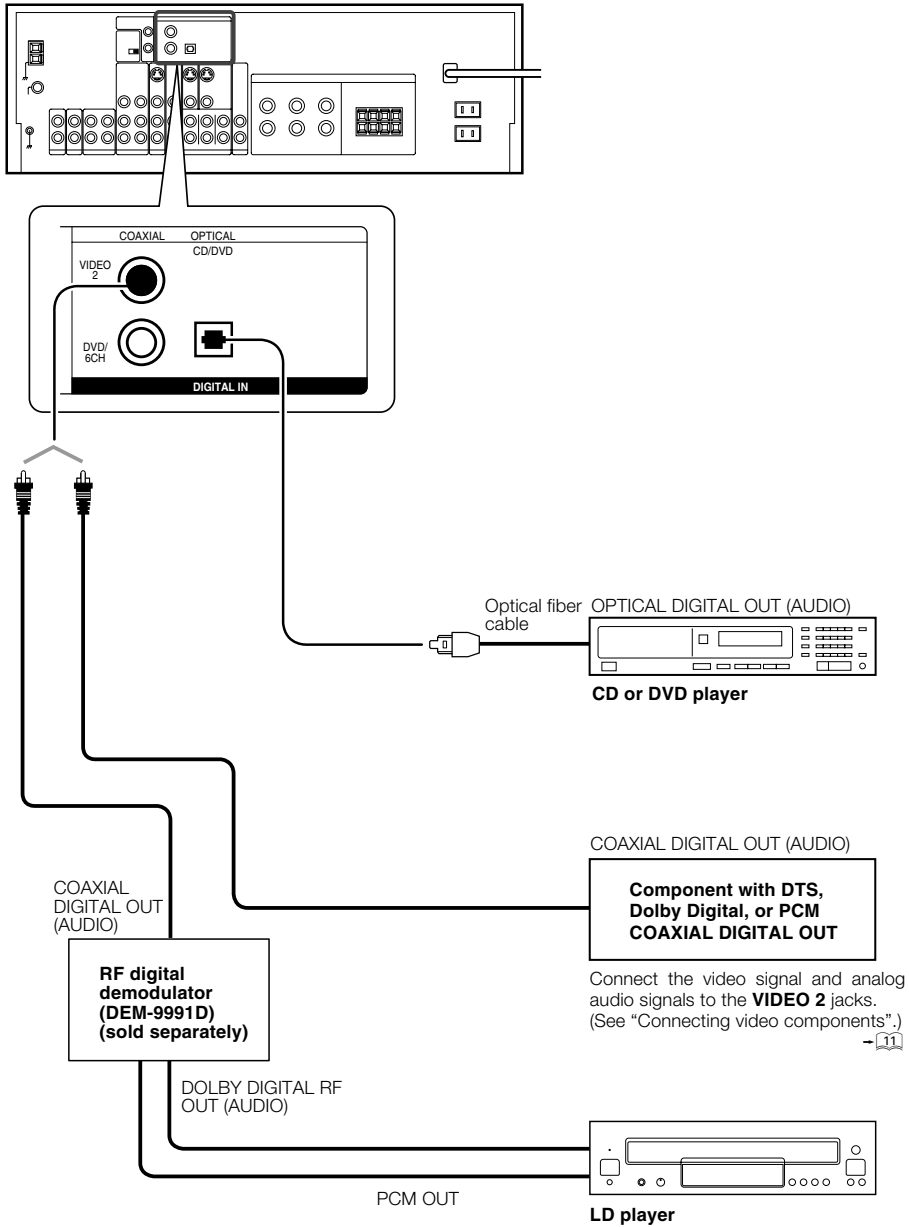 COAXIAL OPTICAL
CD/DVD
VIDEO
2
DVD/
6CH
DIGITAL IN
Optical fiber
cable
OPTICAL DIGITAL OUT (AUDIO)
CD or DVD player
COAXIAL DIGITAL OUT (AUDIO)
Component with DTS,
Dolby Digital, or PCM
COAXIAL DIGITAL OUT
Connect the video signal and analog
audio signals to the VIDEO 2 jacks.
(See “Connecting video components”.)
→ 11
COAXIAL
DIGITAL OUT
(AUDIO)
RF digital
demodulator
(DEM-9991D)
(sold separately)
DOLBY DIGITAL RF
OUT (AUDIO)
PCM OUT
LD player